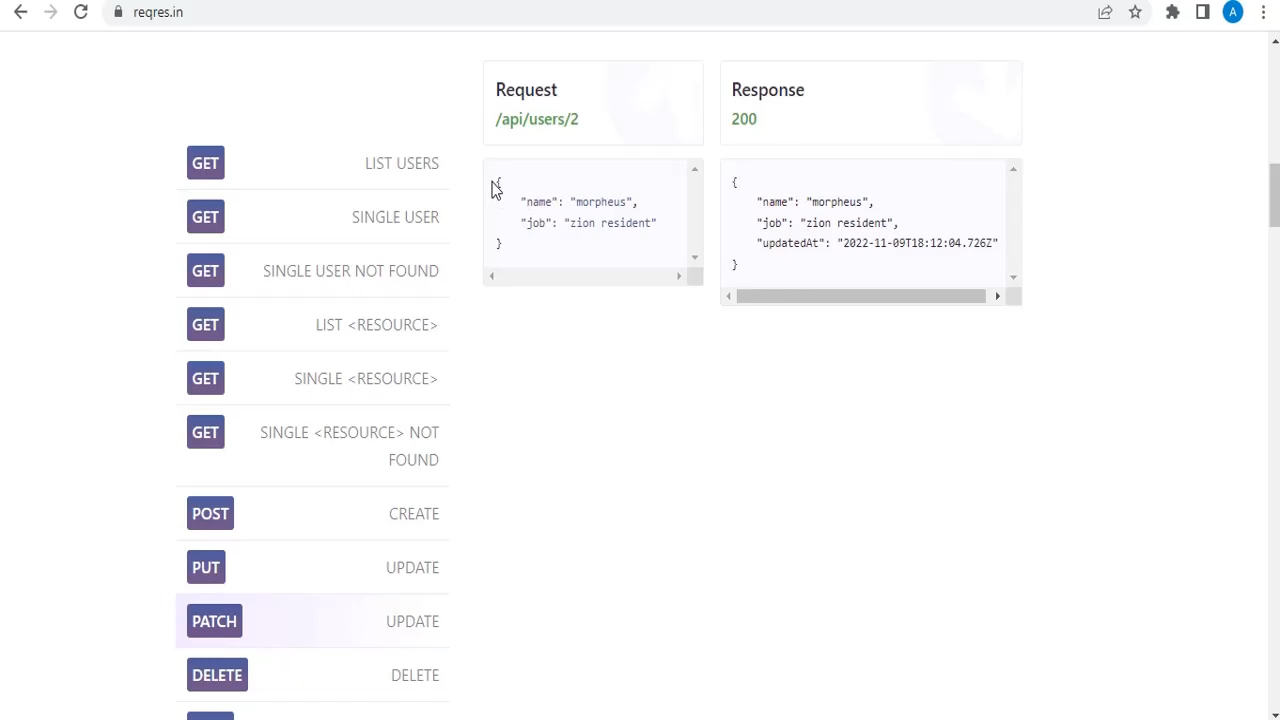 reqres.in
A
Request
/api/users/2
Response
200
{
"name": "morpheus",
"job": "zion resident"
}
{
"name": "morpheus",
"job": "zion resident",
"updatedAt": "2022-11-09T18:12:04.726Z"
}
GET LIST USERS
GET SINGLE USER
GET SINGLE USER NOT FOUND
GET LIST <RESOURCE>
GET SINGLE <RESOURCE>
GET SINGLE <RESOURCE> NOT
FOUND
POST CREATE
PUT UPDATE
PATCH UPDATE
DELETE DELETE